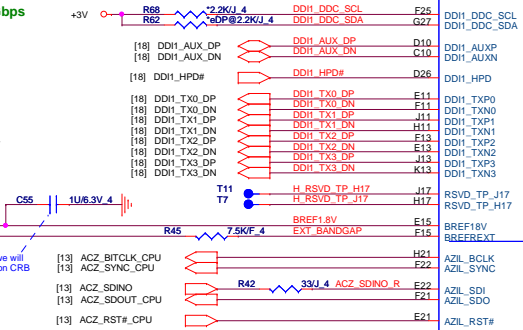 Gbps
+3V R68 *2.2K/J_4 DDI1_DDC_SCL F25 DDI1_DDC_SCL
R62 *eDP@2.2K/J_4 DDI1_DDC_SDA G27 DDI1_DDC_SDA
[18] DDI1_AUX_DP DDI1_AUX_DP D10 DDI1_AUXP
[18] DDI1_AUX_DN DDI1_AUX_DN C10 DDI1_AUXN
[18] DDI1_HPD# DDI1_HPD# D26 DDI1_HPD
[18] DDI1_TX0_DP DDI1_TX0_DP E11 DDI1_TXP0
[18] DDI1_TX0_DN DDI1_TX0_DN F11 DDI1_TXN0
[18] DDI1_TX1_DP DDI1_TX1_DP J11 DDI1_TXP1
[18] DDI1_TX1_DN DDI1_TX1_DN H11 DDI1_TXN1
[18] DDI1_TX2_DP DDI1_TX2_DP F13 DDI1_TXP2
[18] DDI1_TX2_DN DDI1_TX2_DN E13 DDI1_TXN2
[18] DDI1_TX3_DP DDI1_TX3_DP J13 DDI1_TXP3
[18] DDI1_TX3_DN DDI1_TX3_DN K13 DDI1_TXN3
T11 H_RSVD_TP_H17 J17 RSVD_TP_J17
T7 H_RSVD_TP_J17 H17 RSVD_TP_H17
C55 1U/6.3V_4
BREF1.8V E15 BREF18V
R45 7.5K/F_4 EXT_BANDGAP F15 BREFREXT
we will
on CRB
[13] ACZ_BITCLK_CPU H21 AZIL_BCLK
[13] ACZ_SYNC_CPU F22 AZIL_SYNC
[13] ACZ_SDINO R42 33/J_4 ACZ_SDINO_R E22 AZIL_SDI
[13] ACZ_SDOUT_CPU F21 AZIL_SDO
[13] ACZ_RST#_CPU E21 AZIL_RST#